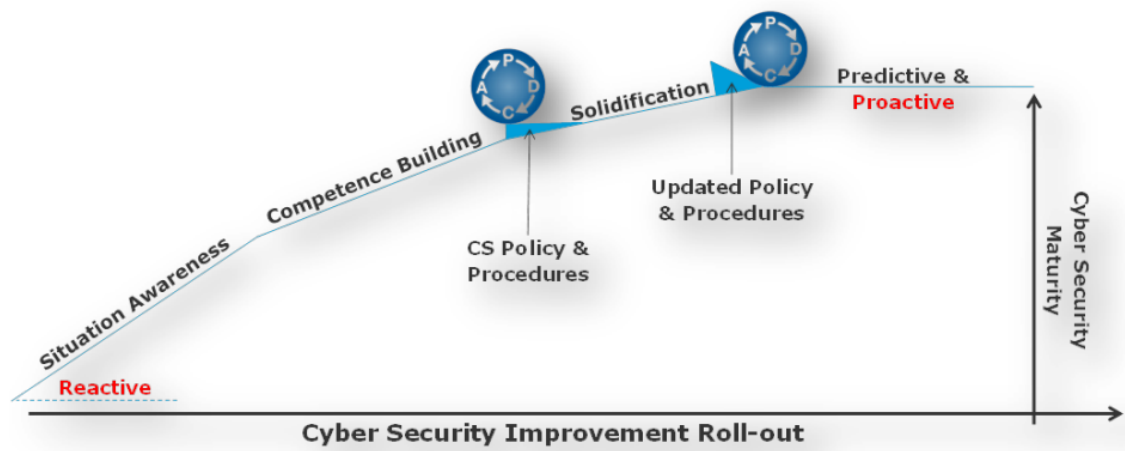 P
D
C
A
P
D
C
A
Situation Awareness
Competence Building
Solidification
Predictive &
Proactive
CS Policy &
Procedures
Updated Policy
& Procedures
Reactive
Cyber Security
Maturity
Cyber Security Improvement Roll-out